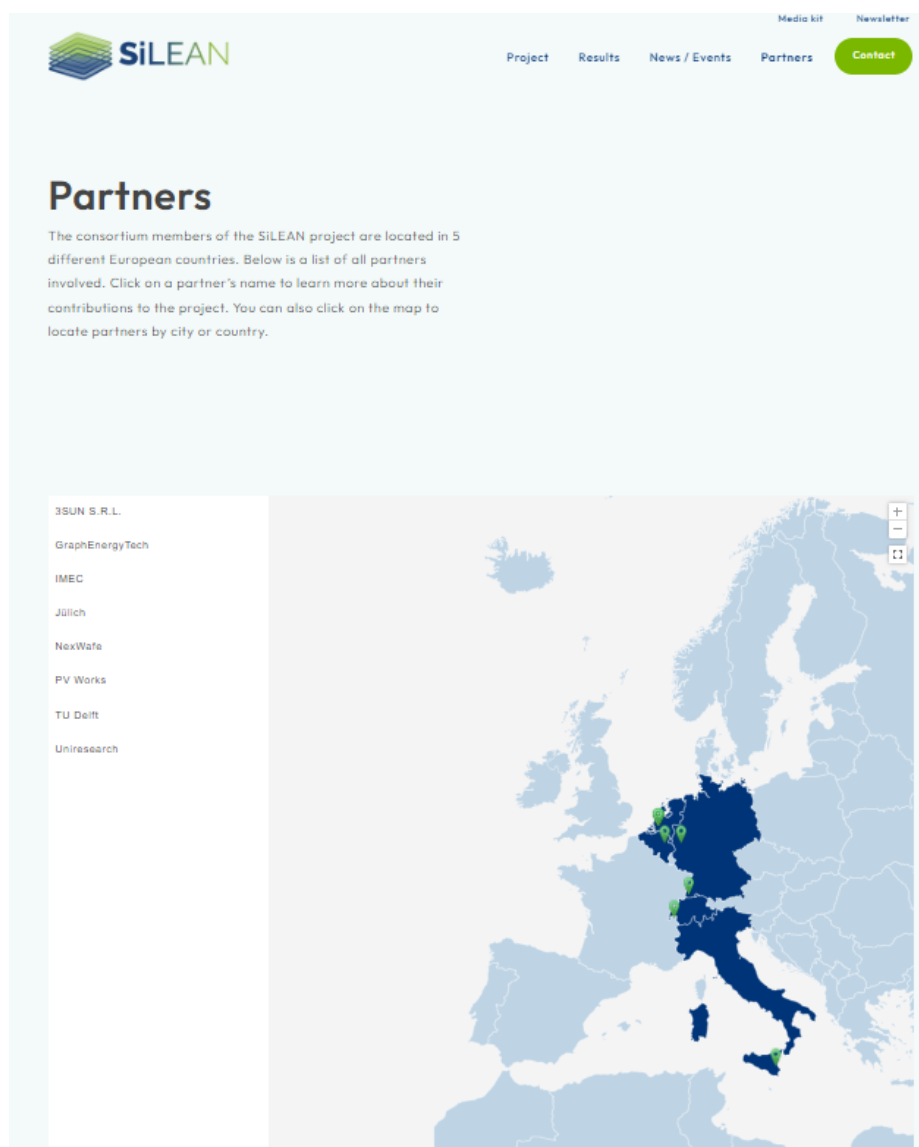 Media kit Newsletter
SiLEAN
Project Results News / Events Partners Contact
Partners
The consortium members of the SiLEAN project are located in 5
different European countries. Below is a list of all partners
involved. Click on a partner's name to learn more about their
contributions to the project. You can also click on the map to
locate partners by city or country.
3SUN S.R.L.
GraphEnergyTech
IMEC
Jülich
NexWafe
PV Works
TU Delft
Uniresearch
+
−